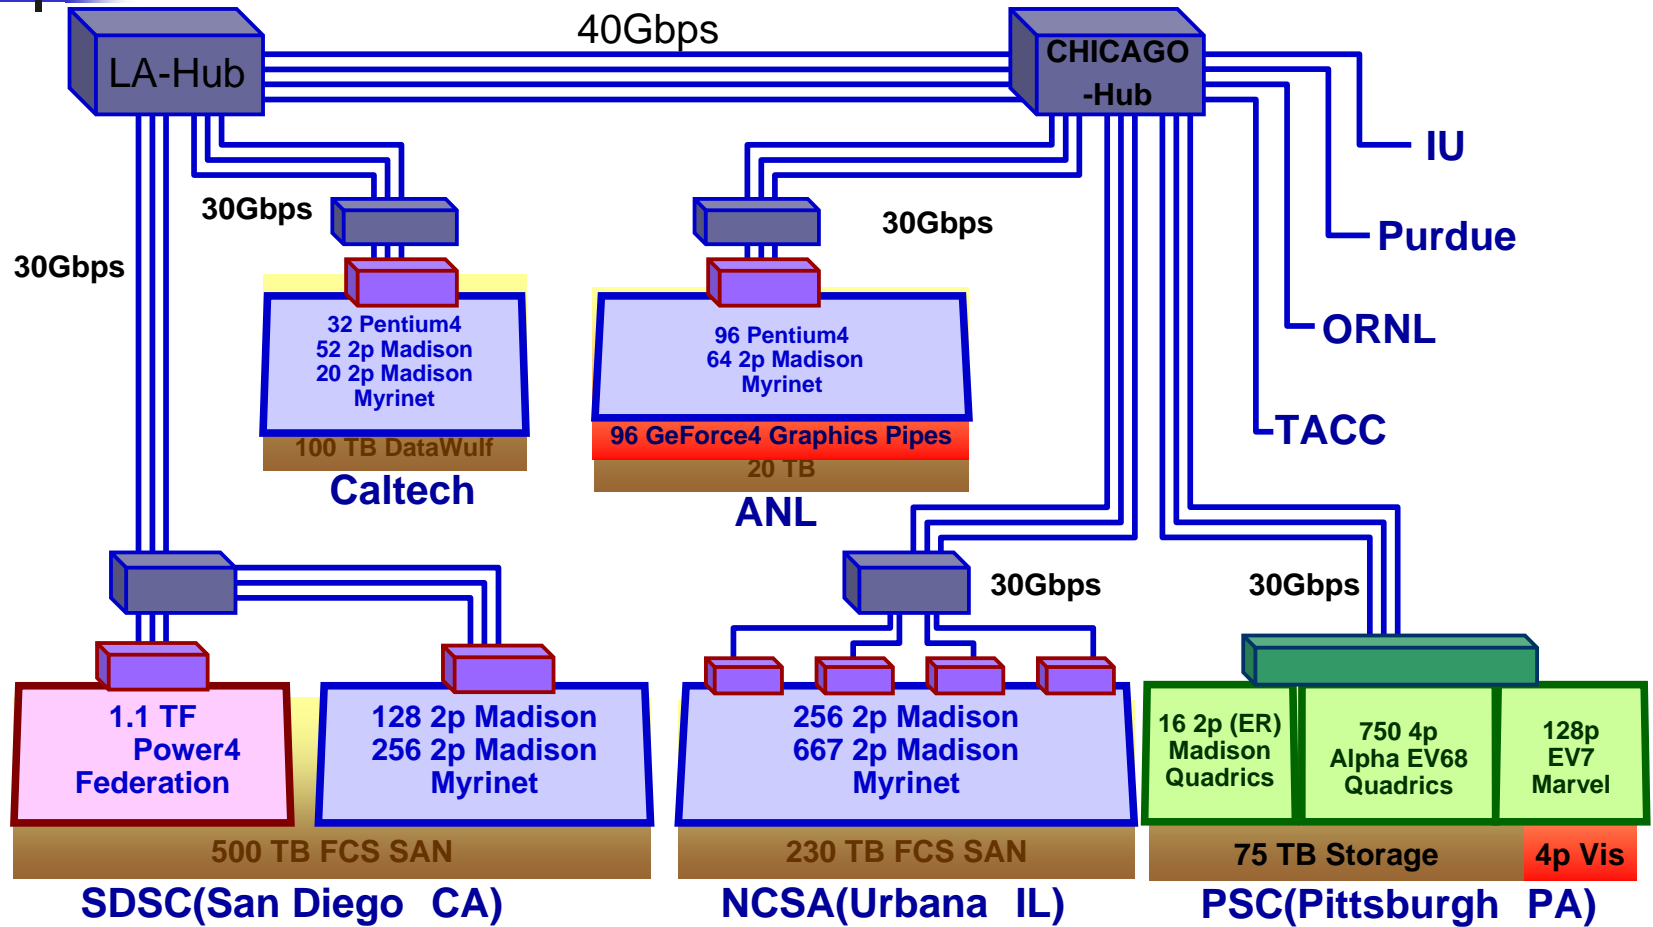 40Gbps
LA-Hub
CHICAGO
-Hub
IU
30Gbps
30Gbps
Purdue
30Gbps
32 Pentium4
52 2p Madison
20 2p Madison
Myrinet
100 TB DataWulf
Caltech
96 Pentium4
64 2p Madison
Myrinet
96 GeForce4 Graphics Pipes
20 TB
ANL
ORNL
TACC
30Gbps
30Gbps
1.1 TF
Power4
Federation
128 2p Madison
256 2p Madison
Myrinet
500 TB FCS SAN
SDSC(San Diego CA)
256 2p Madison
667 2p Madison
Myrinet
230 TB FCS SAN
NCSA(Urbana IL)
16 2p (ER)
Madison
Quadrics
750 4p
Alpha EV68
Quadrics
128p
EV7
Marvel
75 TB Storage
4p Vis
PSC(Pittsburgh PA)